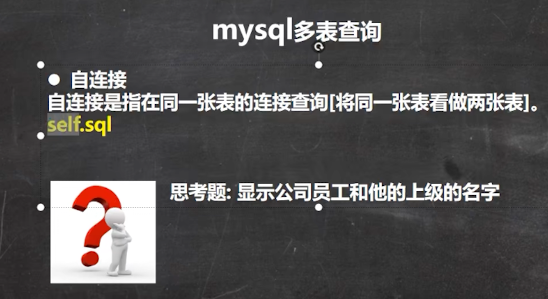 mysql多表查询
● 自连接
自连接是指在同一张表的连接查询[将同一张表看做两张表]。
self.sql
思考题: 显示公司员工和他的上级的名字